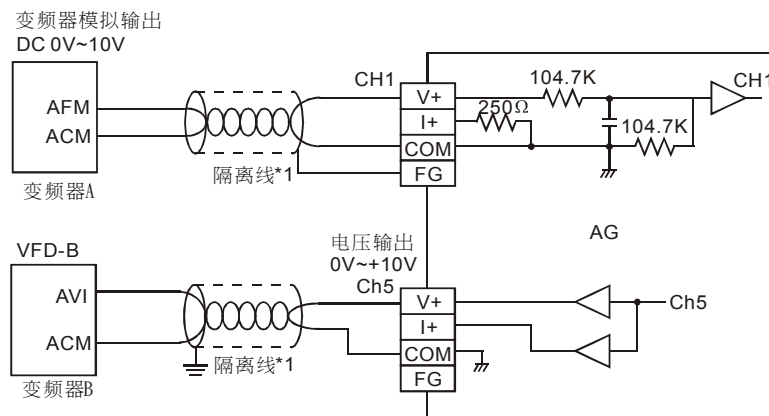 变频器模拟输出
DC 0V~10V
AFM
ACM
变频器A
隔离线*1
CH1
V+
I+
COM
FG
250Ω
104.7K
104.7K
CH1
AG
VFD-B
AVI
ACM
变频器B
隔离线*1
电压输出
0V~+10V
Ch5
V+
I+
COM
FG
Ch5